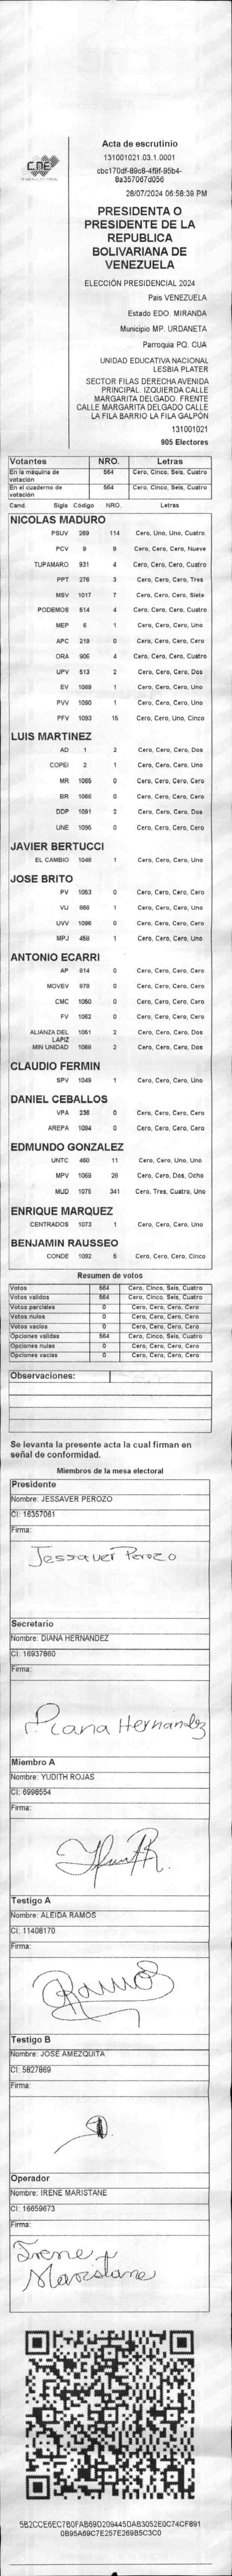 CNE
Acta de escrutinio
131001021.03.1.0001
cbc170df-89c8-4f9f-95b4-
8a357067d056
28/07/2024 06:58:39 PM
PRESIDENTA O
PRESIDENTE DE LA
REPUBLICA
BOLIVARIANA DE
VENEZUELA
ELECCIÓN PRESIDENCIAL 2024
Pais VENEZUELA
Estado EDO. MIRANDA
Municipio MP. URDANETA
Parroquia PQ. CUA
UNIDAD EDUCATIVA NACIONAL
LESBIA PLATER
SECTOR FILAS DERECHA AVENIDA
PRINCIPAL. IZQUIERDA CALLE
MARGARITA DELGADO. FRENTE
CALLE MARGARITA DELGADO CALLE
LA FILA BARRIO LA FILA GALPÓN
131001021
905 Electores
Votantes NRO. Letras
En la máquina de votación 564 Cero, Cinco, Seis, Cuatro
En el cuaderno de votación 564 Cero, Cinco, Seis, Cuatro
Cand. Sigla Código NRO. Letras
NICOLAS MADURO
PSUV 269 114 Cero, Uno, Uno, Cuatro
PCV 9 9 Cero, Cero, Cero, Nueve
TUPAMARO 931 4 Cero, Cero, Cero, Cuatro
PPT 276 3 Cero, Cero, Cero, Tres
MSV 1017 7 Cero, Cero, Cero, Siete
PODEMOS 514 4 Cero, Cero, Cero, Cuatro
MEP 6 1 Cero, Cero, Cero, Uno
APC 219 0 Cero, Cero, Cero, Cero
ORA 906 4 Cero, Cero, Cero, Cuatro
UPV 513 2 Cero, Cero, Cero, Dos
EV 1089 1 Cero, Cero, Cero, Uno
PVV 1090 1 Cero, Cero, Cero, Uno
PFV 1093 15 Cero, Cero, Uno, Cinco
LUIS MARTINEZ
AD 1 2 Cero, Cero, Cero, Dos
COPEI 2 1 Cero, Cero, Cero, Uno
MR 1065 0 Cero, Cero, Cero, Cero
BR 1066 0 Cero, Cero, Cero, Cero
DDP 1091 2 Cero, Cero, Cero, Dos
UNE 1095 0 Cero, Cero, Cero, Cero
JAVIER BERTUCCI
EL CAMBIO 1048 1 Cero, Cero, Cero, Uno
JOSE BRITO
PV 1053 0 Cero, Cero, Cero, Cero
VU 968 1 Cero, Cero, Cero, Uno
UVV 1096 0 Cero, Cero, Cero, Cero
MPJ 458 1 Cero, Cero, Cero, Uno
ANTONIO ECARRI
AP 914 0 Cero, Cero, Cero, Cero
MOVEV 978 0 Cero, Cero, Cero, Cero
CMC 1050 0 Cero, Cero, Cero, Cero
FV 1062 0 Cero, Cero, Cero, Cero
ALIANZA DEL LAPIZ 1051 2 Cero, Cero, Cero, Dos
MIN UNIDAD 1068 2 Cero, Cero, Cero, Dos
CLAUDIO FERMIN
SPV 1049 1 Cero, Cero, Cero, Uno
DANIEL CEBALLOS
VPA 236 0 Cero, Cero, Cero, Cero
AREPA 1094 0 Cero, Cero, Cero, Cero
EDMUNDO GONZALEZ
UNTC 460 11 Cero, Cero, Uno, Uno
MPV 1069 28 Cero, Cero, Dos, Ocho
MUD 1075 341 Cero, Tres, Cuatro, Uno
ENRIQUE MARQUEZ
CENTRADOS 1073 1 Cero, Cero, Cero, Uno
BENJAMIN RAUSSEO
CONDE 1092 5 Cero, Cero, Cero, Cinco
Resumen de votos
Votos 564 Cero, Cinco, Seis, Cuatro
Votos validos 564 Cero, Cinco, Seis, Cuatro
Votos parciales 0 Cero, Cero, Cero, Cero
Votos nulos 0 Cero, Cero, Cero, Cero
Votos vacios 0 Cero, Cero, Cero, Cero
Opciones validas 564 Cero, Cinco, Seis, Cuatro
Opciones nulas 0 Cero, Cero, Cero, Cero
Opciones vacias 0 Cero, Cero, Cero, Cero
Observaciones:
Se levanta la presente acta la cual firman en
señal de conformidad.
Miembros de la mesa electoral
Presidente
Nombre: JESSAVER PEROZO
CI: 16357061
Firma:
Jessaver Perozo
Secretario
Nombre: DIANA HERNANDEZ
CI: 16937860
Firma:
Diana Hernandez
Miembro A
Nombre: YUDITH ROJAS
CI: 6998554
Firma:
Testigo A
Nombre: ALEIDA RAMOS
CI: 11408170
Firma:
Ramos
Testigo B
Nombre: JOSE AMEZQUITA
CI: 5827869
Firma:
Operador
Nombre: IRENE MARISTANE
CI: 16659673
Firma:
Irene
Maristane
5B2CCE6EC7B0FAB69D209445DAB3052E0C74CF891
0B95A69C7E257E269B5C3C0